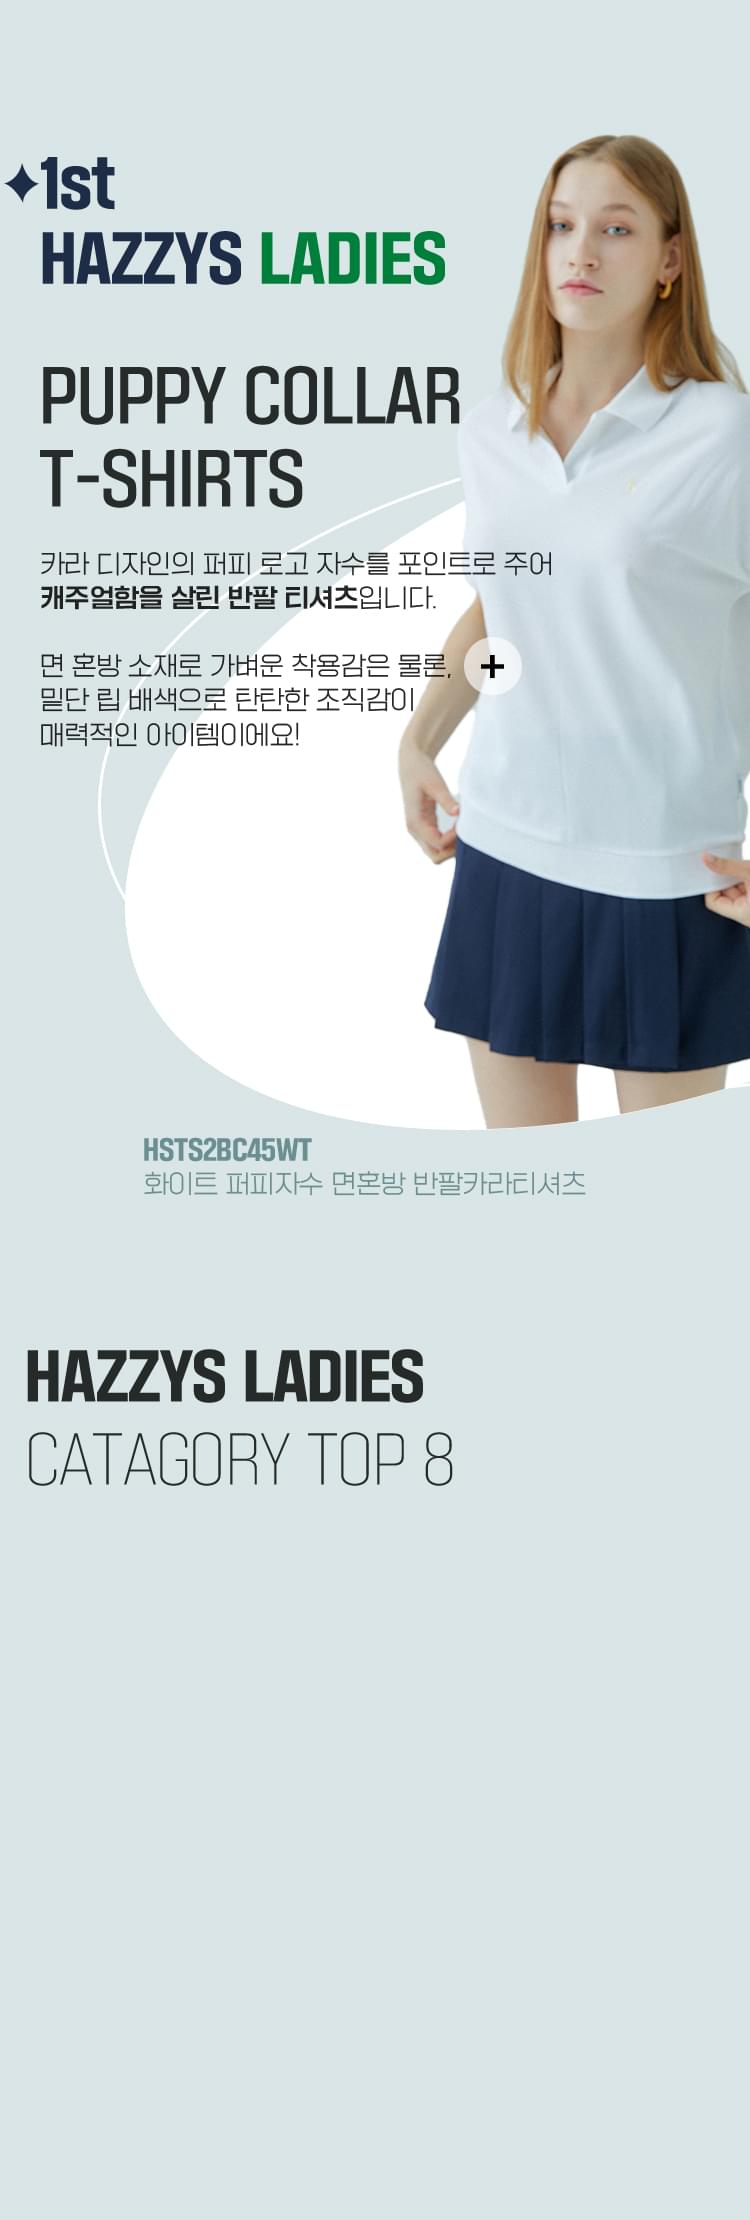 1st
HAZZYS LADIES
PUPPY COLLAR
T-SHIRTS
카라 디자인의 퍼피 로고 자수를 포인트로 주어
캐주얼함을 살린 반팔 티셔츠입니다.
면 혼방 소재로 가벼운 착용감은 물론,
밑단 립 배색으로 탄탄한 조직감이
매력적인 아이템이에요!
HSTS2BC45WT
화이트 퍼피자수 면혼방 반팔카라티셔츠
HAZZYS LADIES
CATAGORY TOP 8